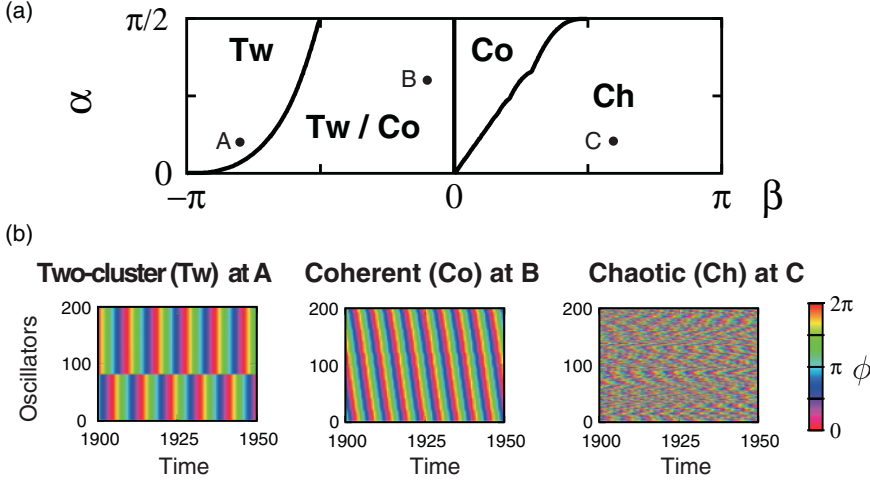 (a)
π/2
Tw
Co
B
α
Tw / Co
Ch
A
C
0
−π
0
π
β
(b)
Two-cluster (Tw) at A
Coherent (Co) at B
Chaotic (Ch) at C
Oscillators
200
100
0
1900
1925
1950
Time
200
100
0
1900
1925
1950
Time
200
100
0
1900
1925
1950
Time
2π
π
ϕ
0